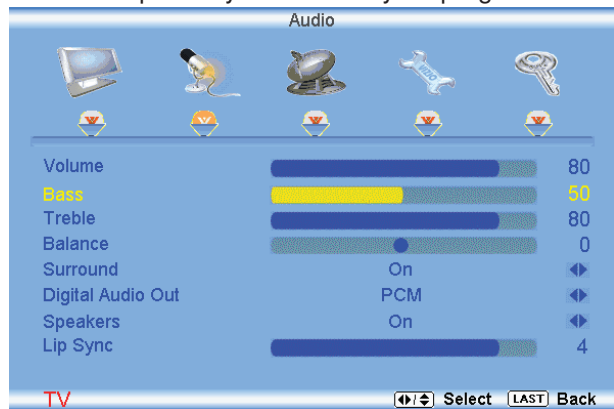 Audio
VIZIO
Volume 80
Bass 50
Treble 80
Balance 0
Surround On
Digital Audio Out PCM
Speakers On
Lip Sync 4
TV Select LAST Back